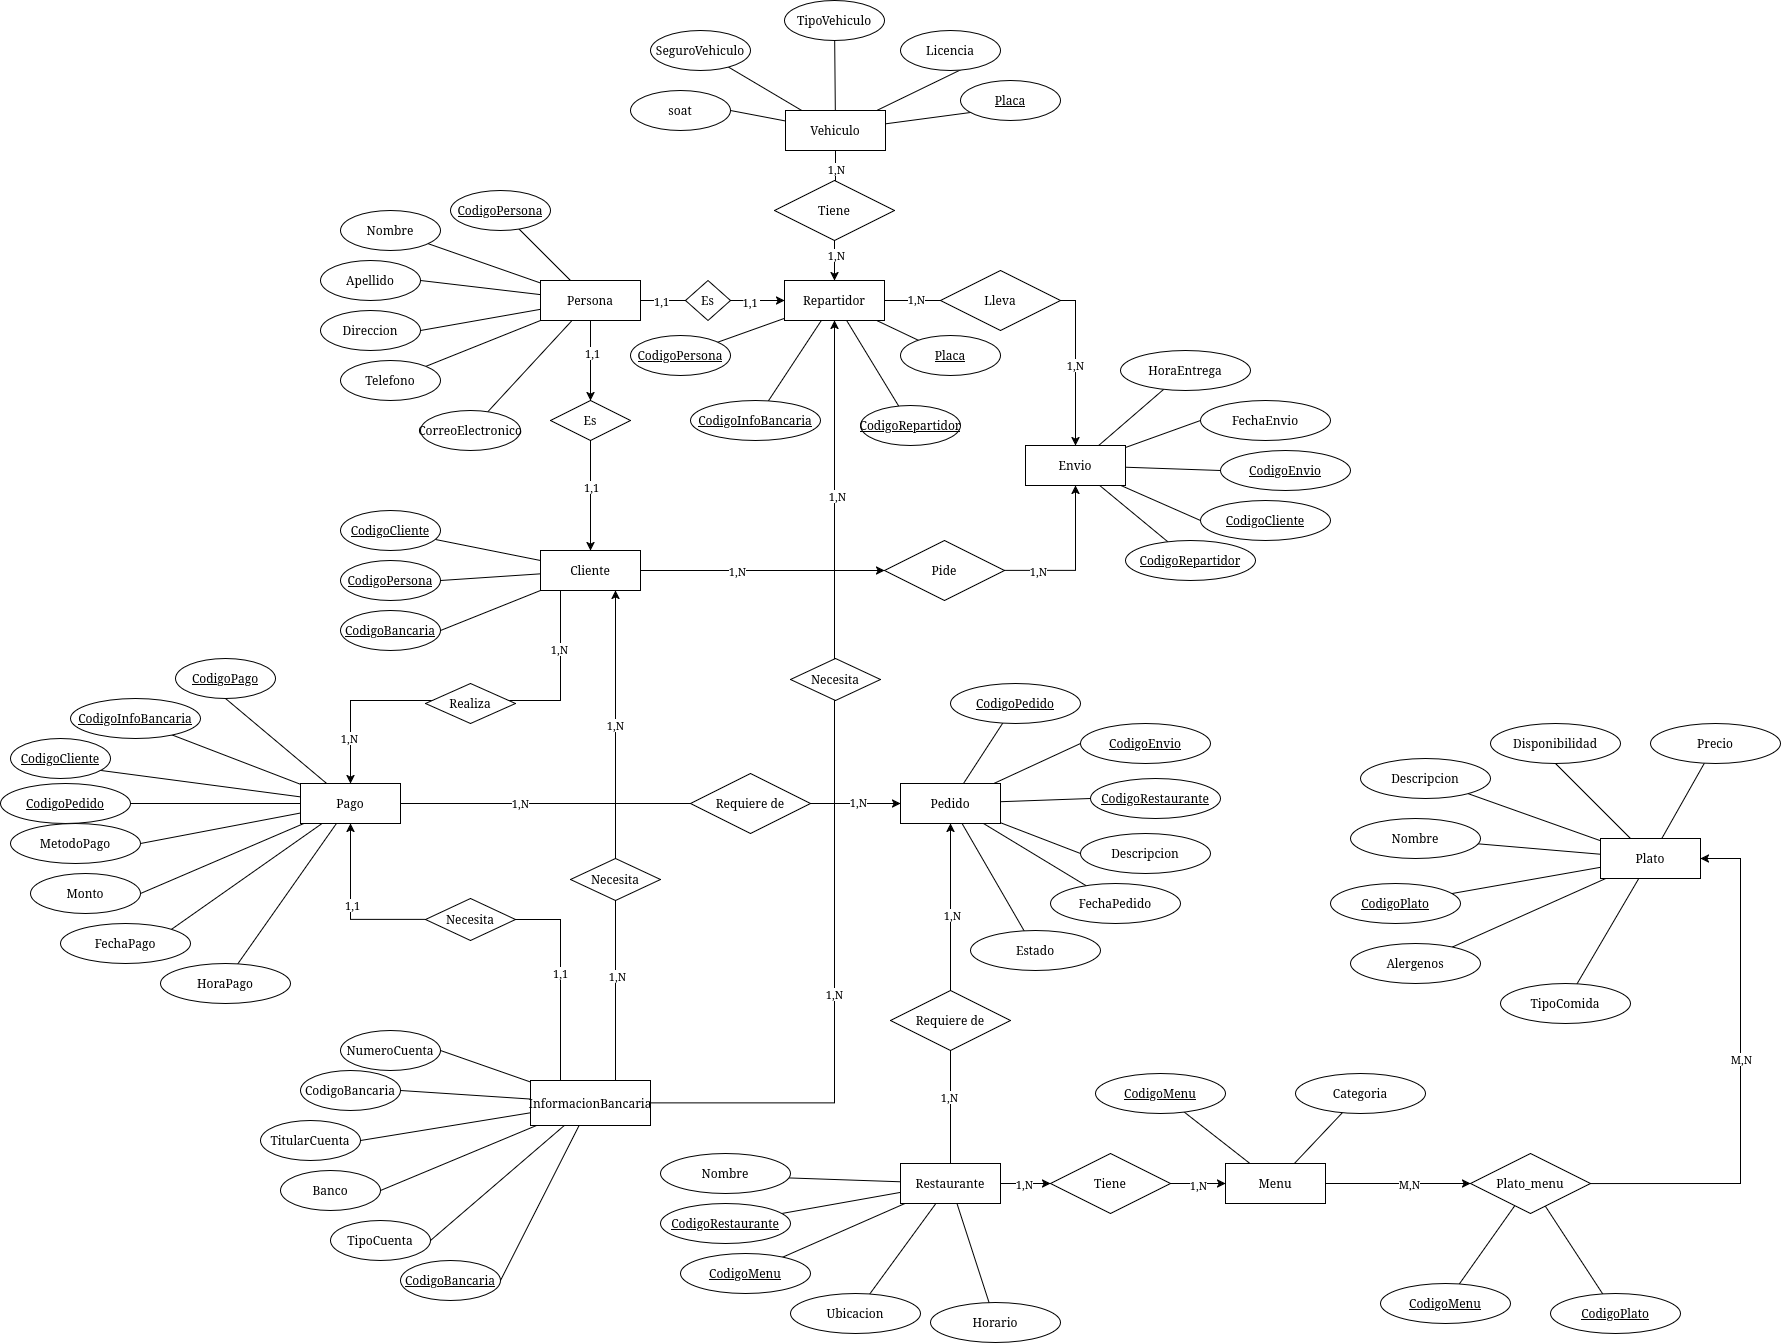 TipoVehiculo
SeguroVehiculo
Licencia
soat
Placa
Vehiculo
1,N
Tiene
1,N
CodigoPersona
Nombre
Apellido
Direccion
Telefono
CorreoElectronico
Persona
1,1
Es
1,1
Repartidor
1,N
Lleva
1,N
1,1
CodigoPersona
Placa
CodigoInfoBancaria
CodigoRepartidor
Es
1,1
HoraEntrega
FechaEnvio
CodigoEnvio
CodigoCliente
CodigoRepartidor
Envio
1,N
CodigoCliente
CodigoPersona
CodigoBancaria
Cliente
1,N
Pide
1,N
1,N
Realiza
1,N
1,N
Necesita
CodigoPago
CodigoInfoBancaria
CodigoCliente
CodigoPedido
MetodoPago
Monto
FechaPago
HoraPago
Pago
1,N
Requiere de
1,N
Pedido
CodigoPedido
CodigoEnvio
CodigoRestaurante
Descripcion
FechaPedido
Estado
Disponibilidad
Precio
Descripcion
Nombre
CodigoPlato
Alergenos
TipoComida
Plato
1,1
Necesita
1,1
Necesita
1,N
1,N
1,N
Requiere de
1,N
M,N
NumeroCuenta
CodigoBancaria
TitularCuenta
Banco
TipoCuenta
CodigoBancaria
InformacionBancaria
CodigoMenu
Categoria
Nombre
CodigoRestaurante
CodigoMenu
Ubicacion
Horario
Restaurante
1,N
Tiene
1,N
Menu
M,N
Plato_menu
CodigoMenu
CodigoPlato